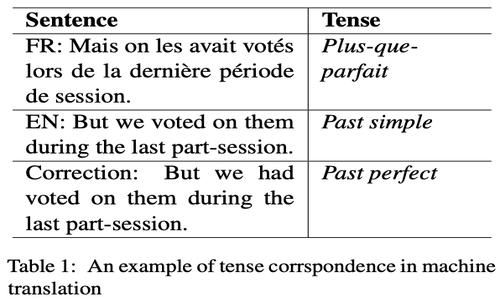 Sentence Tense
FR: Mais on les avait votés Plus-que-
lors de la dernière période parfait
de session.
EN: But we voted on them Past simple
during the last part-session.
Correction: But we had Past perfect
voted on them during the
last part-session.
Table 1: An example of tense corrspondence in machine
translation